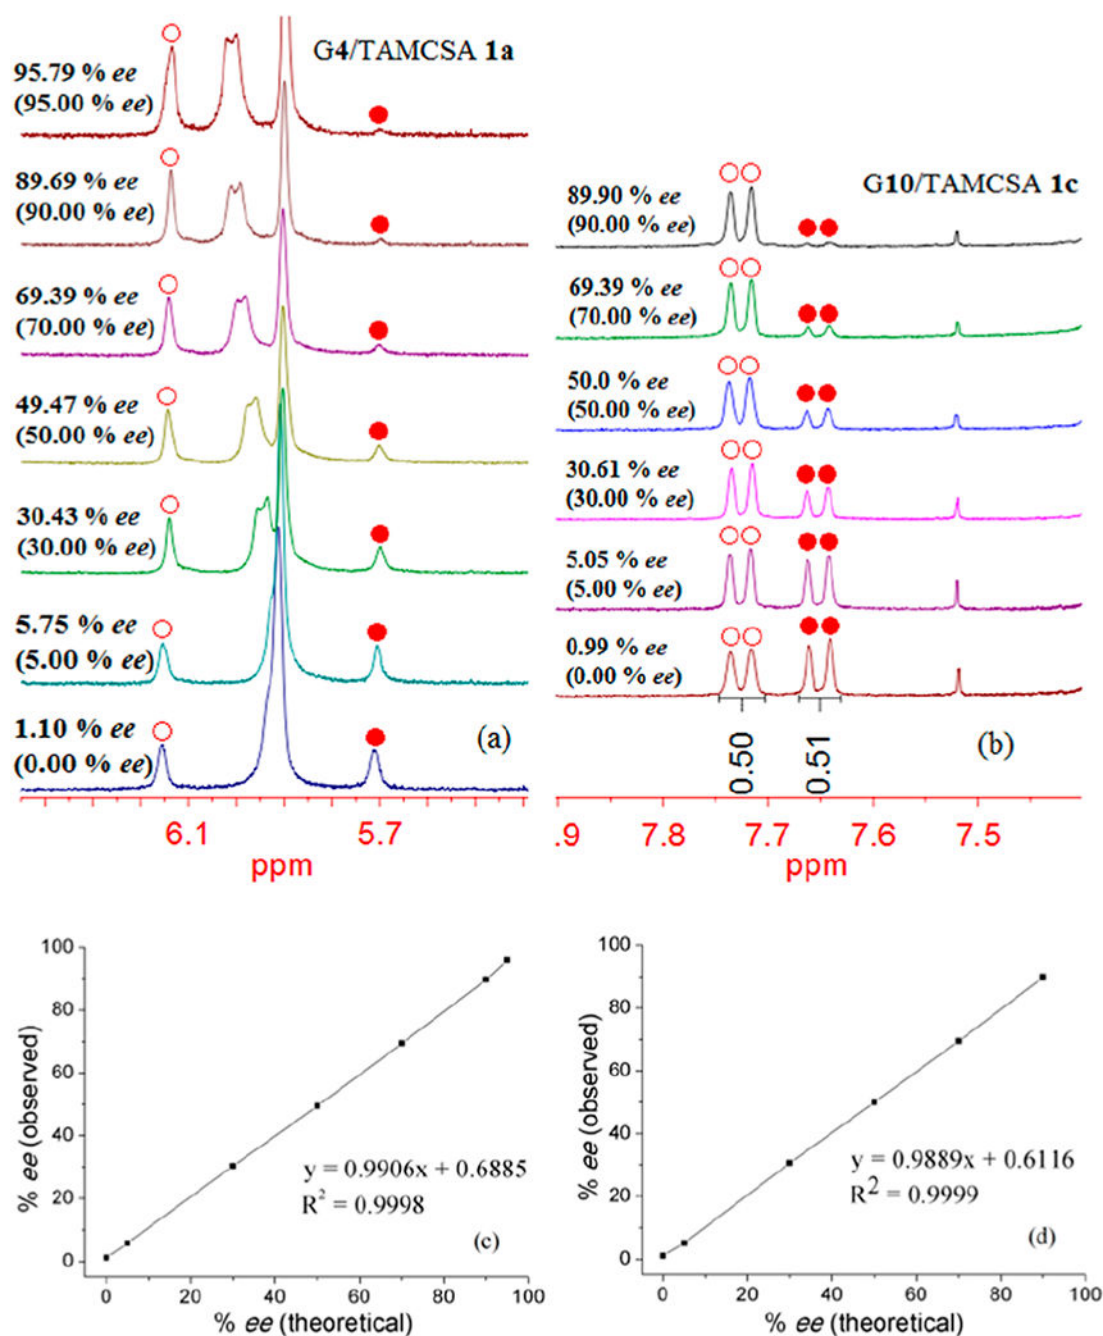 G4/TAMCSA 1a
95.79 % ee
(95.00 % ee)
89.69 % ee
(90.00 % ee)
69.39 % ee
(70.00 % ee)
49.47 % ee
(50.00 % ee)
30.43 % ee
(30.00 % ee)
5.75 % ee
(5.00 % ee)
1.10 % ee
(0.00 % ee)
(a)
6.1 5.7
ppm
G10/TAMCSA 1c
89.90 % ee
(90.00 % ee)
69.39 % ee
(70.00 % ee)
50.0 % ee
(50.00 % ee)
30.61 % ee
(30.00 % ee)
5.05 % ee
(5.00 % ee)
0.99 % ee
(0.00 % ee)
(b)
0.50
0.51
.9 7.8 7.7 7.6 7.5
ppm
% ee (observed)
100
80
60
40
20
0
y = 0.9906x + 0.6885
R² = 0.9998
(c)
0 20 40 60 80 100
% ee (theoretical)
% ee (observed)
100
80
60
40
20
0
y = 0.9889x + 0.6116
R² = 0.9999
(d)
0 20 40 60 80 100
% ee (theoretical)